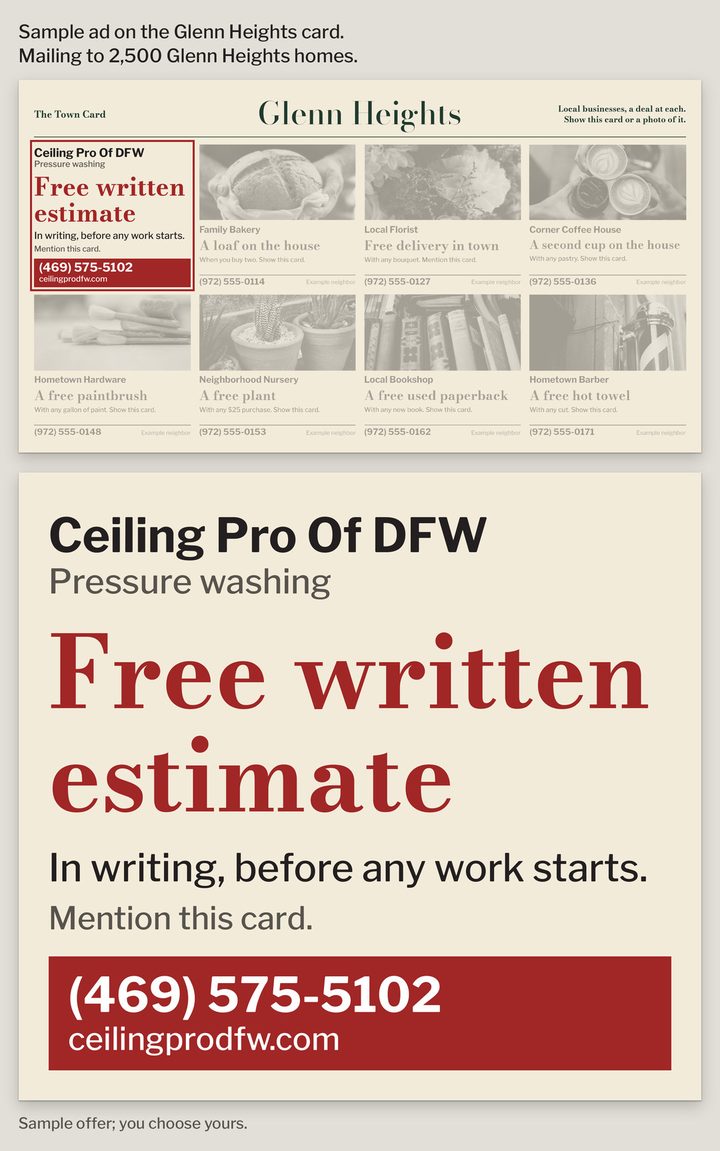 Sample ad on the Glenn Heights card.
Mailing to 2,500 Glenn Heights homes.
The Town Card
Glenn Heights
Local businesses, a deal at each.
Show this card or a photo of it.
Ceiling Pro Of DFW
Pressure washing
Free written
estimate
In writing, before any work starts.
Mention this card.
(469) 575-5102
ceilingprodfw.com
Family Bakery
A loaf on the house
When you buy two. Show this card.
(972) 555-0114
Example neighbor
Local Florist
Free delivery in town
With any bouquet. Mention this card.
(972) 555-0127
Example neighbor
Corner Coffee House
A second cup on the house
With any pastry. Show this card.
(972) 555-0136
Example neighbor
Hometown Hardware
A free paintbrush
With any gallon of paint. Show this card.
(972) 555-0148
Example neighbor
Neighborhood Nursery
A free plant
With any $25 purchase. Show this card.
(972) 555-0153
Example neighbor
Local Bookshop
A free used paperback
With any new book. Show this card.
(972) 555-0162
Example neighbor
Hometown Barber
A free hot towel
With any cut. Show this card.
(972) 555-0171
Example neighbor
Ceiling Pro Of DFW
Pressure washing
Free written
estimate
In writing, before any work starts.
Mention this card.
(469) 575-5102
ceilingprodfw.com
Sample offer; you choose yours.